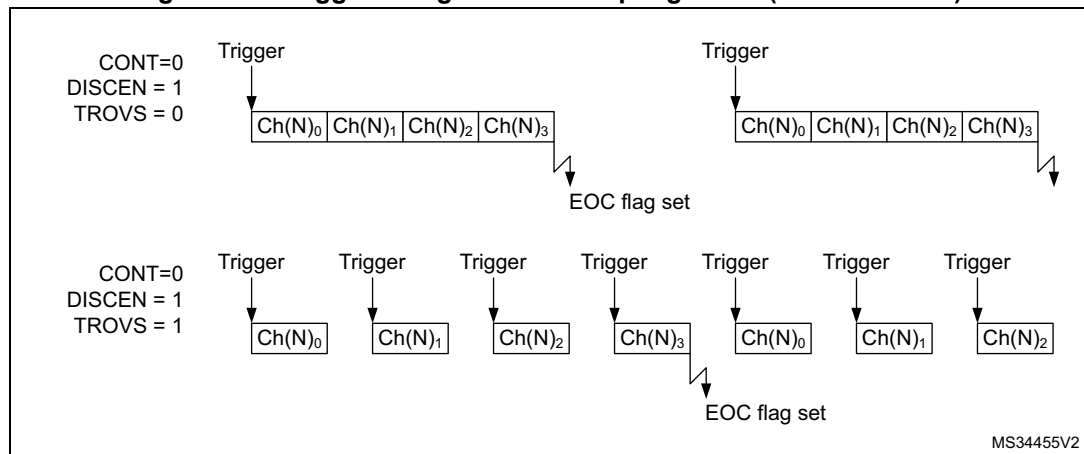 Trigger Trigger
CONT=0
DISCEN = 1
TROVS = 0
Ch(N)₀ Ch(N)₁ Ch(N)₂ Ch(N)₃ Ch(N)₀ Ch(N)₁ Ch(N)₂ Ch(N)₃
EOC flag set
Trigger Trigger Trigger Trigger Trigger Trigger Trigger
CONT=0
DISCEN = 1
TROVS = 1
Ch(N)₀ Ch(N)₁ Ch(N)₂ Ch(N)₃ Ch(N)₀ Ch(N)₁ Ch(N)₂
EOC flag set
MS34455V2